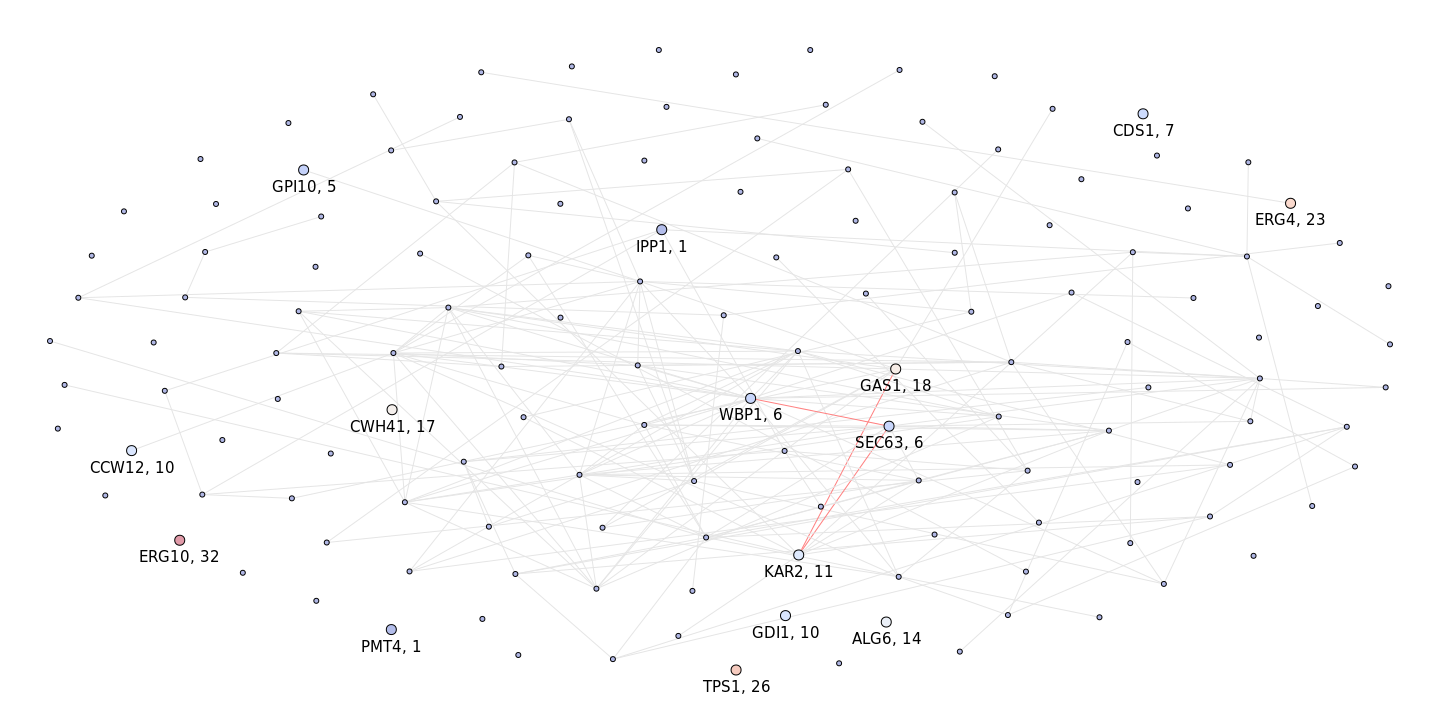 CDS1, 7
GPI10, 5
ERG4, 23
IPP1, 1
GAS1, 18
WBP1, 6
CWH41, 17
SEC63, 6
CCW12, 10
ERG10, 32
KAR2, 11
GDI1, 10
ALG6, 14
PMT4, 1
TPS1, 26